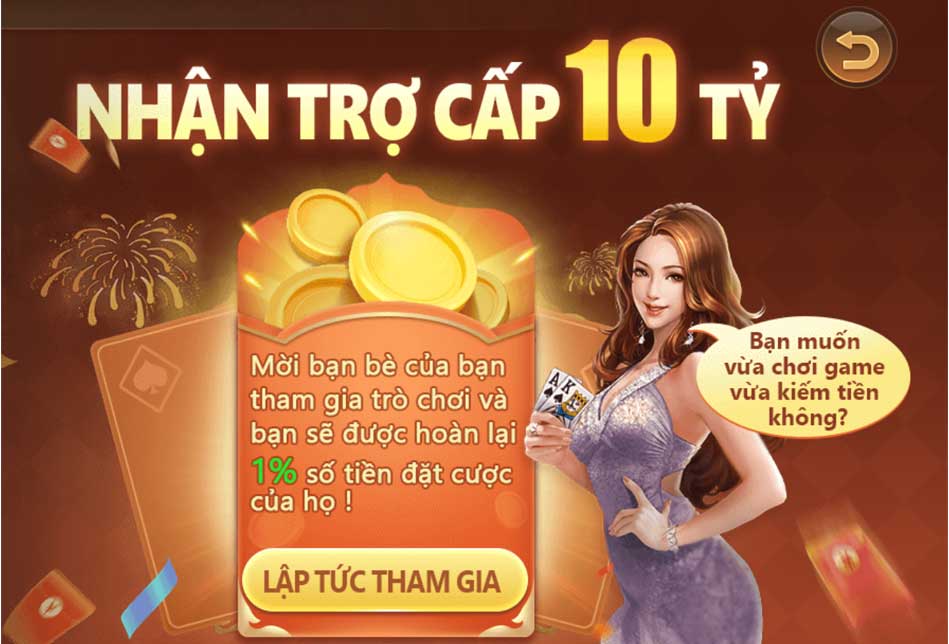 NHẬN TRỢ CẤP 10 TỶ
Mời bạn bè của bạn
tham gia trò chơi và
bạn sẽ được hoàn lại
1% số tiền đặt cược
của họ !
LẬP TỨC THAM GIA
Bạn muốn
vừa chơi game
vừa kiếm tiền
không?
A K